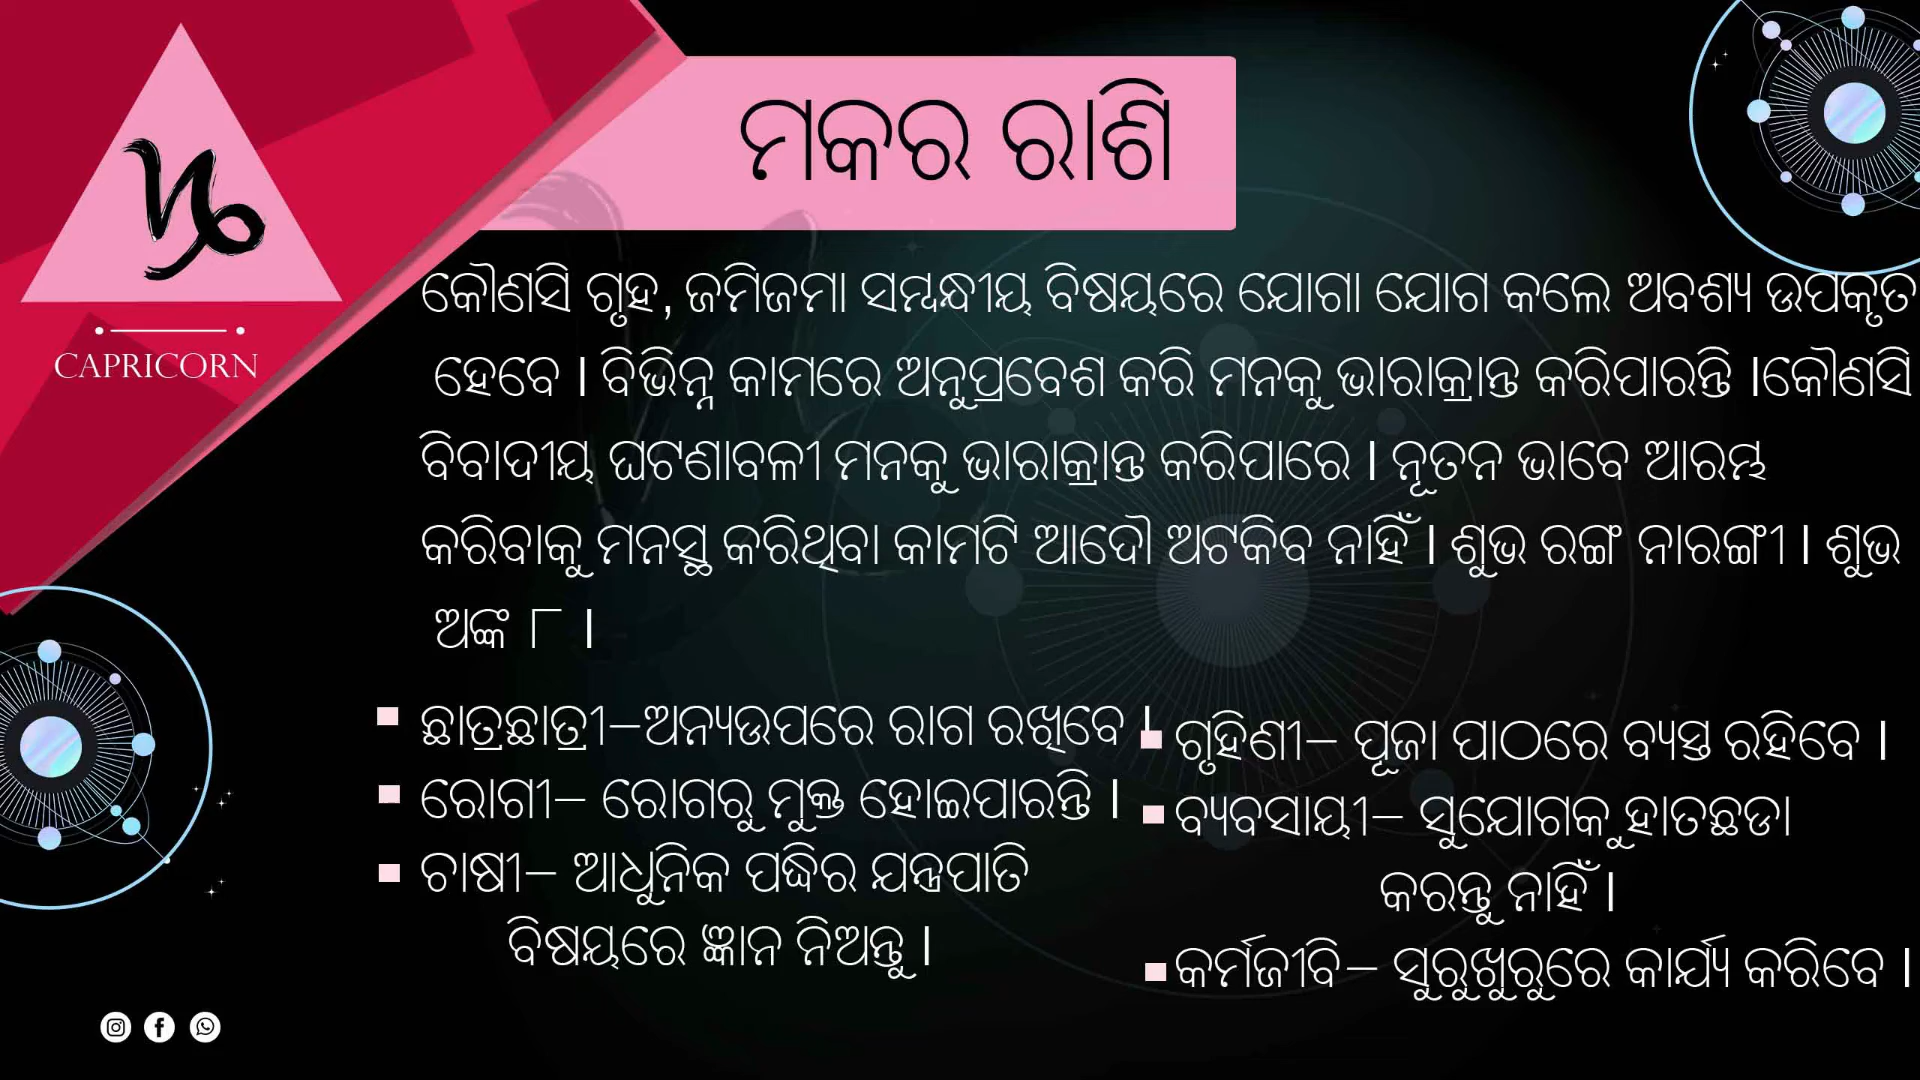 ମକର ରାଶି
CAPRICORN
କୌଣସି ଗୃହ, ଜମିଜମା ସମ୍ବନ୍ଧୀୟ ବିଷୟରେ ଯୋଗା ଯୋଗ କଲେ ଅବଶ୍ୟ ଉପକୃତ
ହେବେ । ବିଭିନ୍ନ କାମରେ ଅନୁପ୍ରବେଶ କରି ମନକୁ ଭାରାକ୍ରାନ୍ତ କରିପାରନ୍ତି ।କୌଣସି
ବିବାଦୀୟ ଘଟଣାବଳୀ ମନକୁ ଭାରାକ୍ରାନ୍ତ କରିପାରେ । ନୂତନ ଭାବେ ଆରମ୍ଭ
କରିବାକୁ ମନସ୍ଥ କରିଥିବା କାମଟି ଆଦୌ ଅଟକିବ ନାହିଁ । ଶୁଭ ରଙ୍ଗ ନାରଙ୍ଗୀ । ଶୁଭ
ଅଙ୍କ ୮ ।
ଛାତ୍ରଛାତ୍ରୀ–ଅନ୍ୟଉପରେ ରାଗ ରଖିବେ ।
ରୋଗୀ– ରୋଗରୁ ମୁକ୍ତ ହୋଇପାରନ୍ତି ।
ଚାଷୀ– ଆଧୁନିକ ପଦ୍ଧିର ଯନ୍ତ୍ରପାତି
ବିଷୟରେ ଜ୍ଞାନ ନିଅନ୍ତୁ ।
ଗୃହିଣୀ– ପୂଜା ପାଠରେ ବ୍ୟସ୍ତ ରହିବେ ।
ବ୍ୟବସାୟୀ– ସୁଯୋଗକୁ ହାତଛଡା
କରନ୍ତୁ ନାହିଁ ।
କର୍ମଜୀବି– ସୁରୁଖୁରୁରେ କାର୍ଯ୍ୟ କରିବେ ।